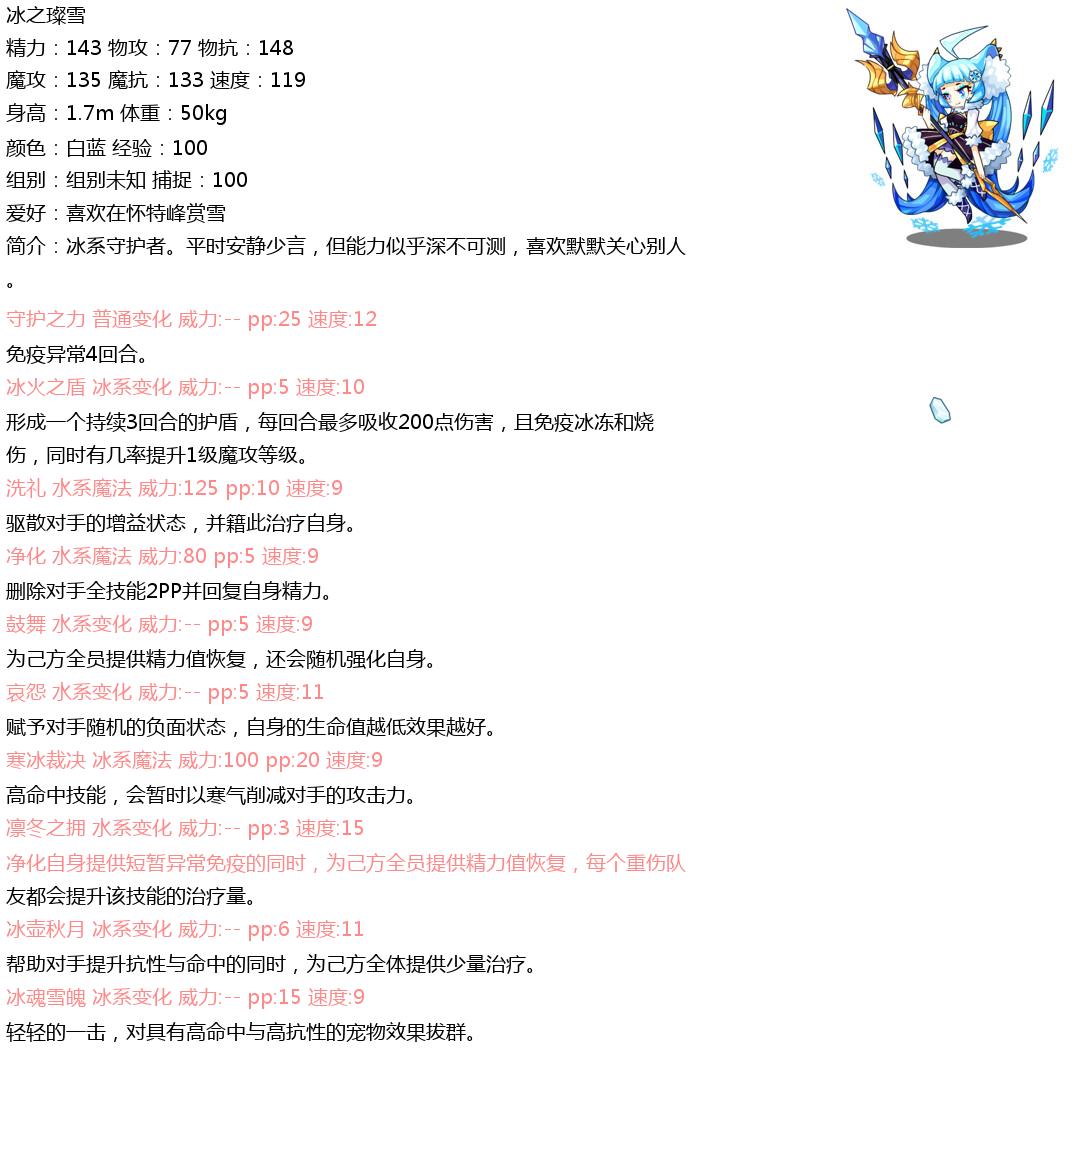 冰之璨雪
精力：143 物攻：77 物抗：148
魔攻：135 魔抗：133 速度：119
身高：1.7m 体重：50kg
颜色：白蓝 经验：100
组别：组别未知 捕捉：100
爱好：喜欢在怀特峰赏雪
简介：冰系守护者。平时安静少言，但能力似乎深不可测，喜欢默默关心别人
。
守护之力 普通变化 威力:-- pp:25 速度:12
免疫异常4回合。
冰火之盾 冰系变化 威力:-- pp:5 速度:10
形成一个持续3回合的护盾，每回合最多吸收200点伤害，且免疫冰冻和烧
伤，同时有几率提升1级魔攻等级。
洗礼 水系魔法 威力:125 pp:10 速度:9
驱散对手的增益状态，并籍此治疗自身。
净化 水系魔法 威力:80 pp:5 速度:9
删除对手全技能2PP并回复自身精力。
鼓舞 水系变化 威力:-- pp:5 速度:9
为己方全员提供精力值恢复，还会随机强化自身。
哀怨 水系变化 威力:-- pp:5 速度:11
赋予对手随机的负面状态，自身的生命值越低效果越好。
寒冰裁决 冰系魔法 威力:100 pp:20 速度:9
高命中技能，会暂时以寒气削减对手的攻击力。
凛冬之拥 水系变化 威力:-- pp:3 速度:15
净化自身提供短暂异常免疫的同时，为己方全员提供精力值恢复，每个重伤队
友都会提升该技能的治疗量。
冰壶秋月 冰系变化 威力:-- pp:6 速度:11
帮助对手提升抗性与命中的同时，为己方全体提供少量治疗。
冰魂雪魄 冰系变化 威力:-- pp:15 速度:9
轻轻的一击，对具有高命中与高抗性的宠物效果拔群。